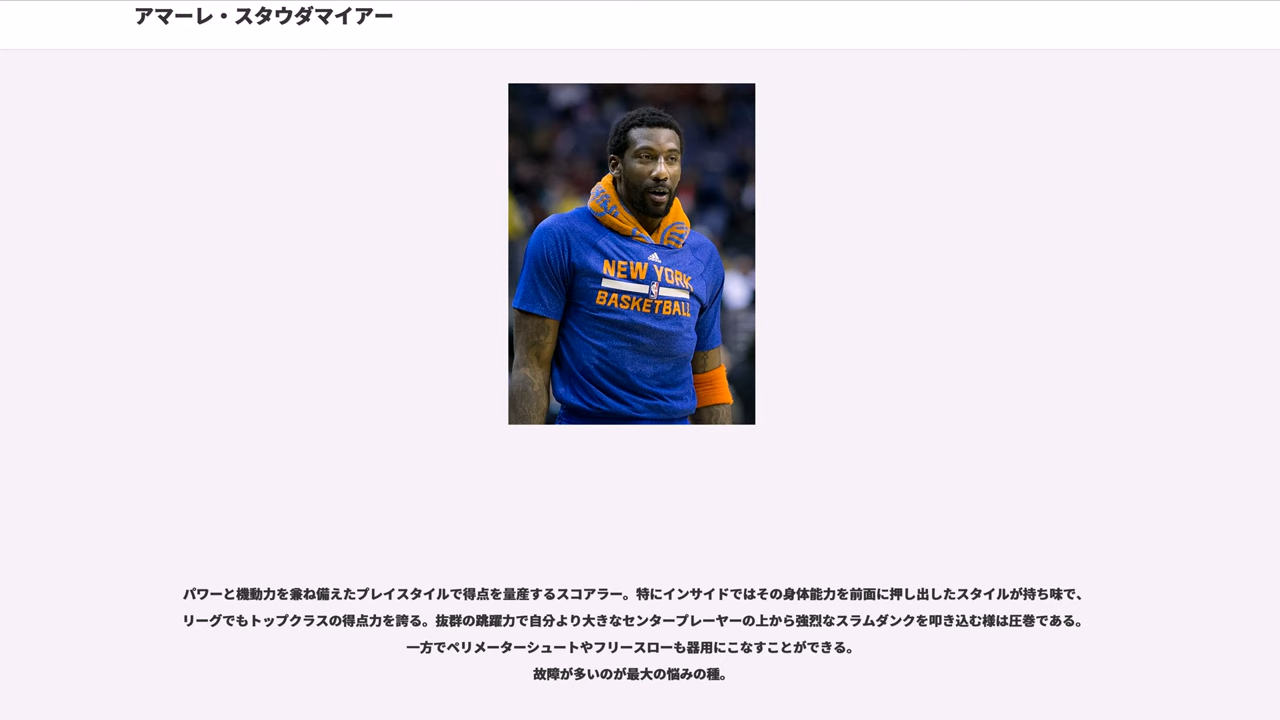 アマーレ・スタウダマイアー
NEW YORK
BASKETBALL
パワーと機動力を兼ね備えたプレイスタイルで得点を量産するスコアラー。特にインサイドではその身体能力を前面に押し出したスタイルが持ち味で、
リーグでもトップクラスの得点力を誇る。抜群の跳躍力で自分より大きなセンタープレーヤーの上から強烈なスラムダンクを叩き込む様は圧巻である。
一方でペリメーターシュートやフリースローも器用にこなすことができる。
故障が多いのが最大の悩みの種。